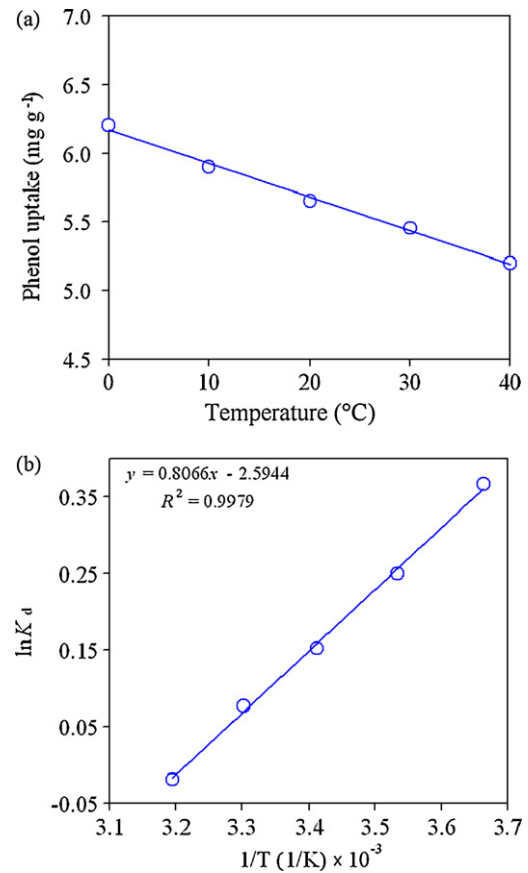 (a)
7.0
6.5
6.0
5.5
5.0
4.5
Phenol uptake (mg g⁻¹)
0 10 20 30 40
Temperature (°C)
(b)
y = 0.8066x - 2.5944
R² = 0.9979
0.35
0.25
0.15
0.05
-0.05
lnK d
3.1 3.2 3.3 3.4 3.5 3.6 3.7
1/T (1/K) × 10⁻³